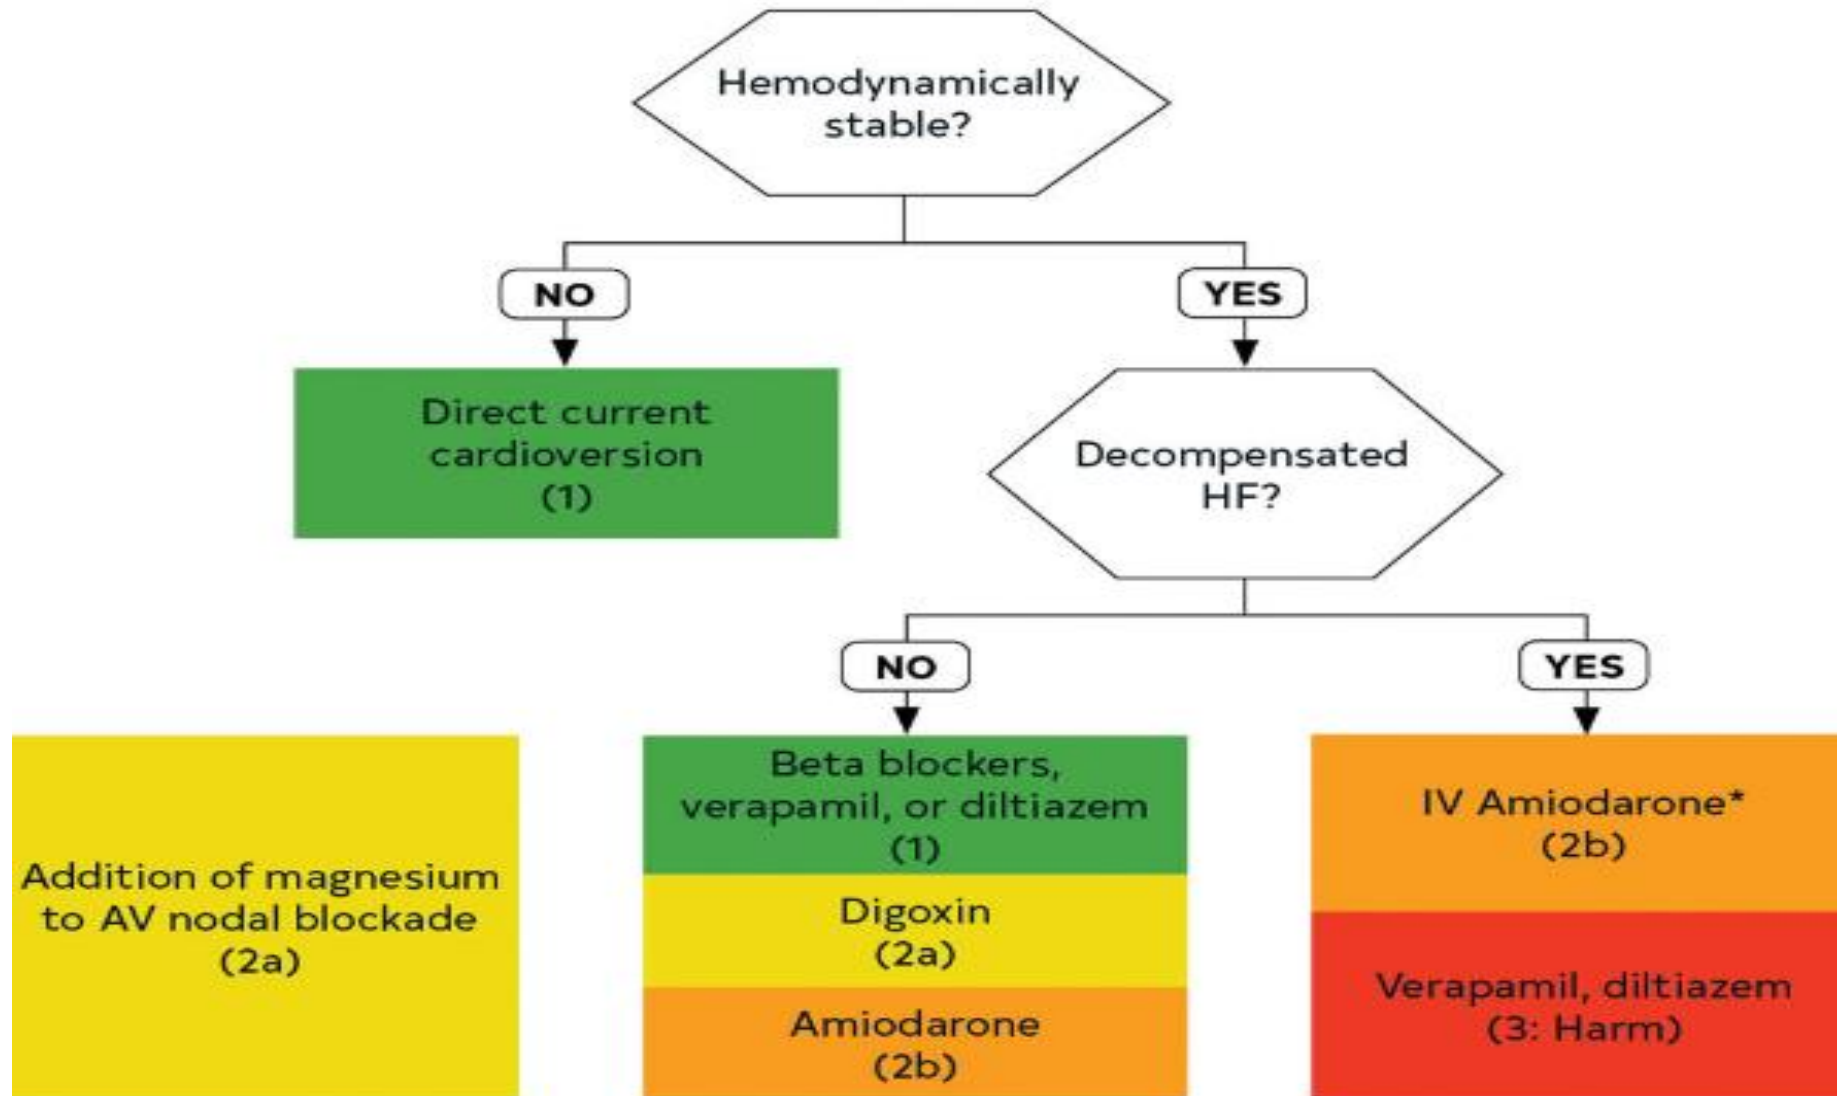 Hemodynamically
stable?
NO
YES
Direct current
cardioversion
(1)
Decompensated
HF?
NO
YES
Addition of magnesium
to AV nodal blockade
(2a)
Beta blockers,
verapamil, or diltiazem
(1)
Digoxin
(2a)
Amiodarone
(2b)
IV Amiodarone*
(2b)
Verapamil, diltiazem
(3: Harm)